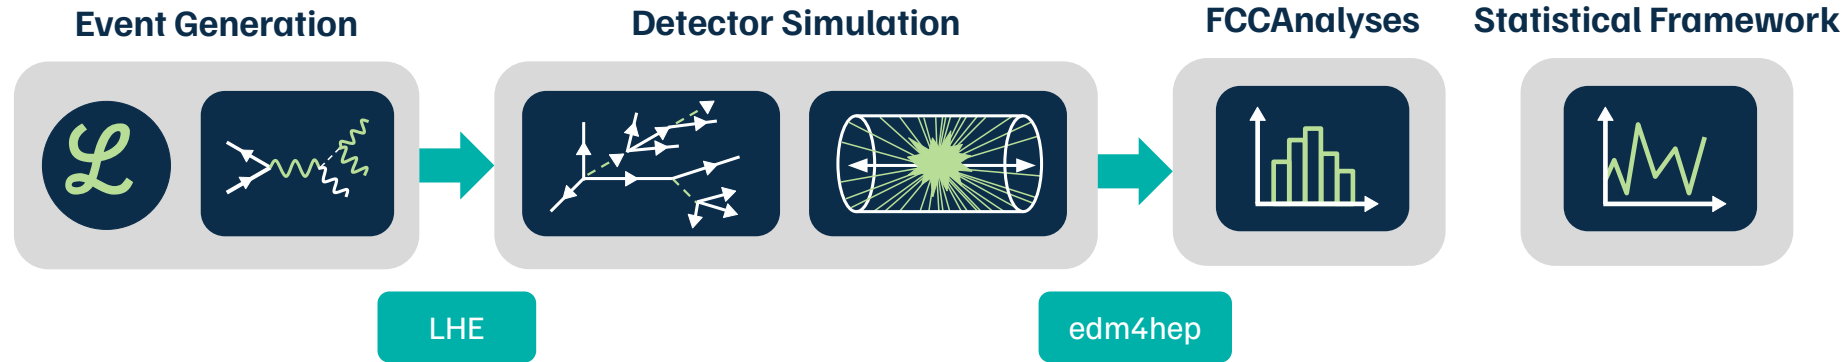 Event Generation
Detector Simulation
FCCAnalyses
Statistical Framework
ℒ
LHE
edm4hep